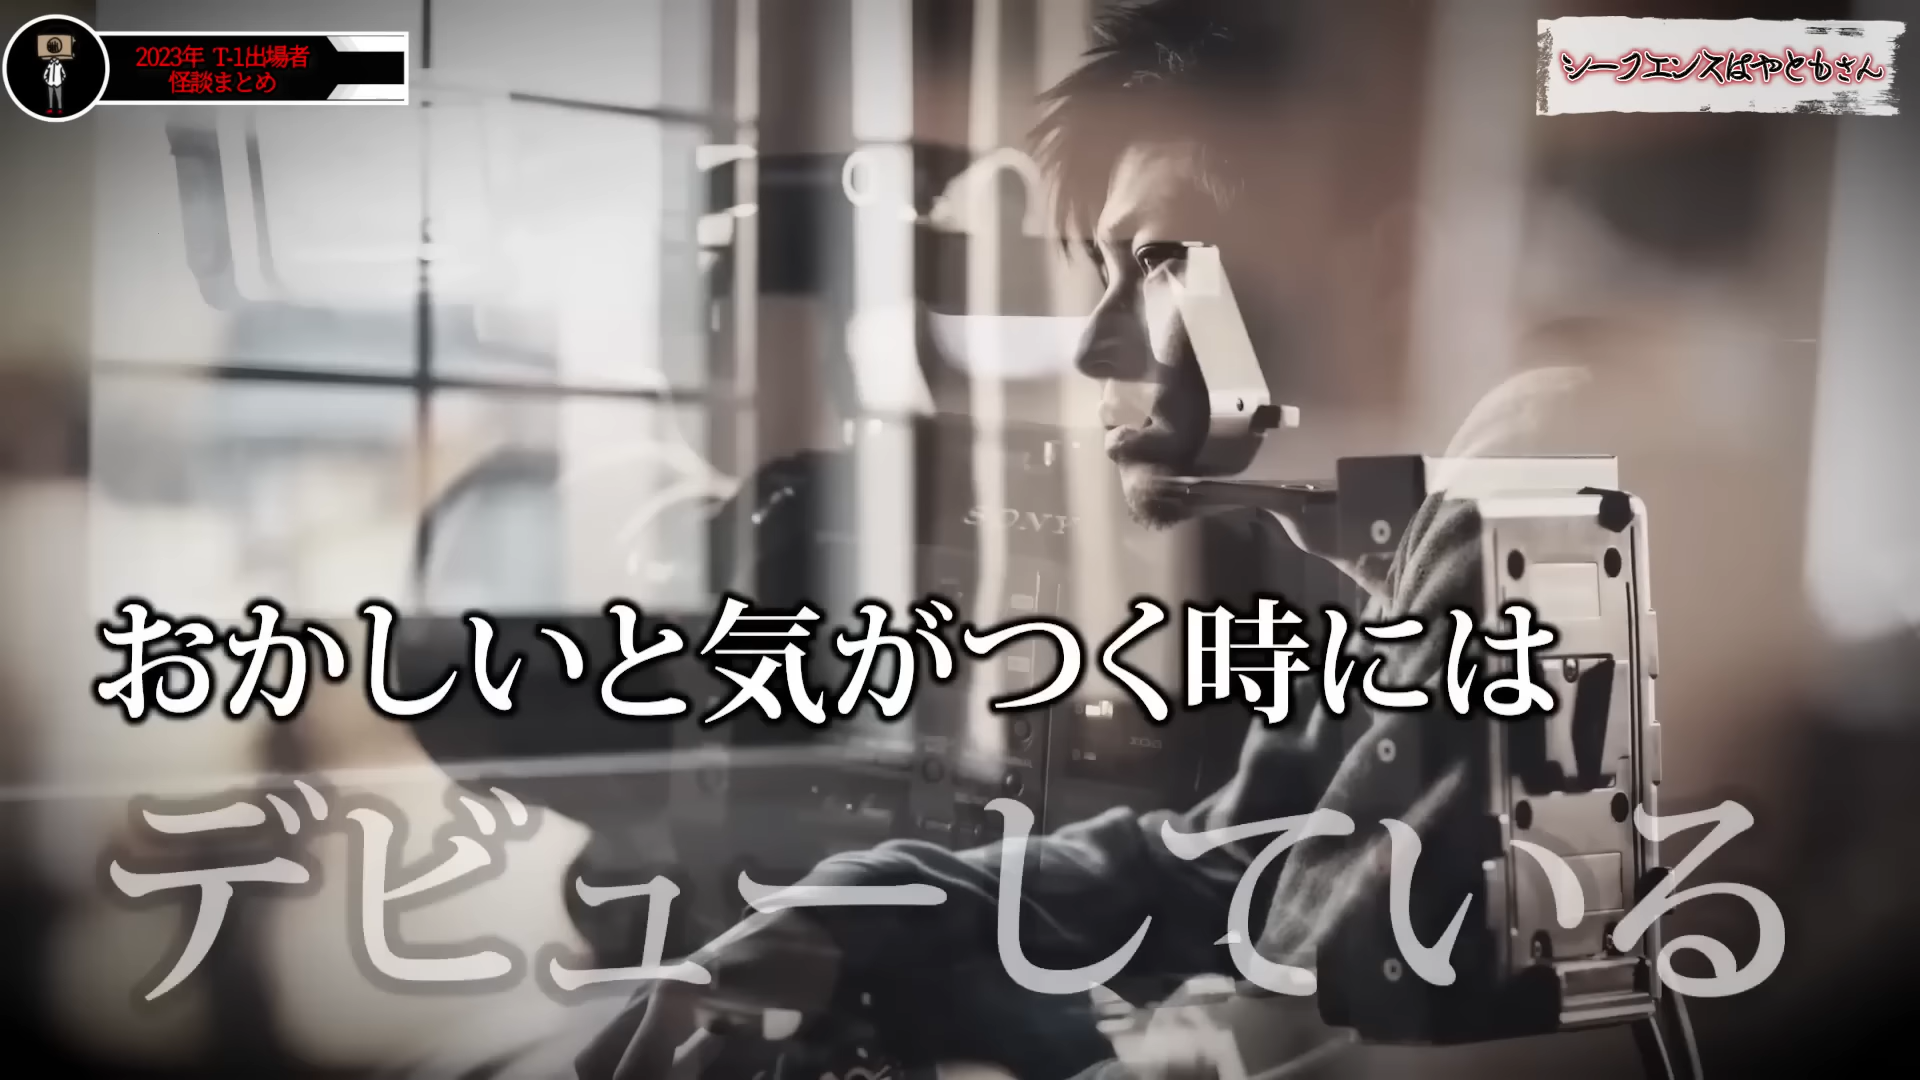 2023年 T-1出場者
怪談まとめ
シークエンスはやともさん
SONY
おかしいと気がつく時には
デビューしている